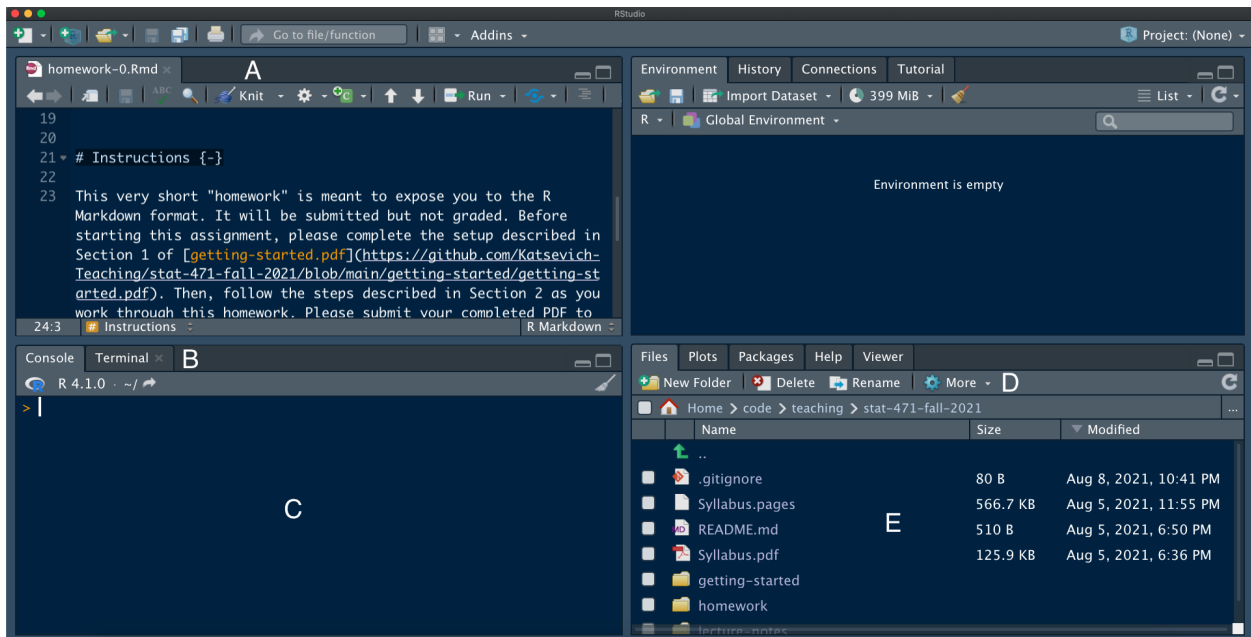 RStudio
Go to file/function
Addins
Project: (None)
homework-0.Rmd
A
ABC
Knit
Run
19
20
21 # Instructions {-}
22
23 This very short "homework" is meant to expose you to the R
Markdown format. It will be submitted but not graded. Before
starting this assignment, please complete the setup described in
Section 1 of [getting-started.pdf](https://github.com/Katsevich-
Teaching/stat-471-fall-2021/blob/main/getting-started/getting-st
arted.pdf). Then, follow the steps described in Section 2 as you
work through this homework. Please submit your completed PDF to
24:3 # Instructions R Markdown
Environment History Connections Tutorial
Import Dataset 399 MiB List
R Global Environment
Environment is empty
Console Terminal B
R 4.1.0 · ~/
>
C
Files Plots Packages Help Viewer
New Folder Delete Rename More D
Home code teaching stat-471-fall-2021 ...
Name Size Modified
..
.gitignore 80 B Aug 8, 2021, 10:41 PM
Syllabus.pages 566.7 KB Aug 5, 2021, 11:55 PM
README.md 510 B Aug 5, 2021, 6:50 PM
E
Syllabus.pdf 125.9 KB Aug 5, 2021, 6:36 PM
getting-started
homework
lecture-notes